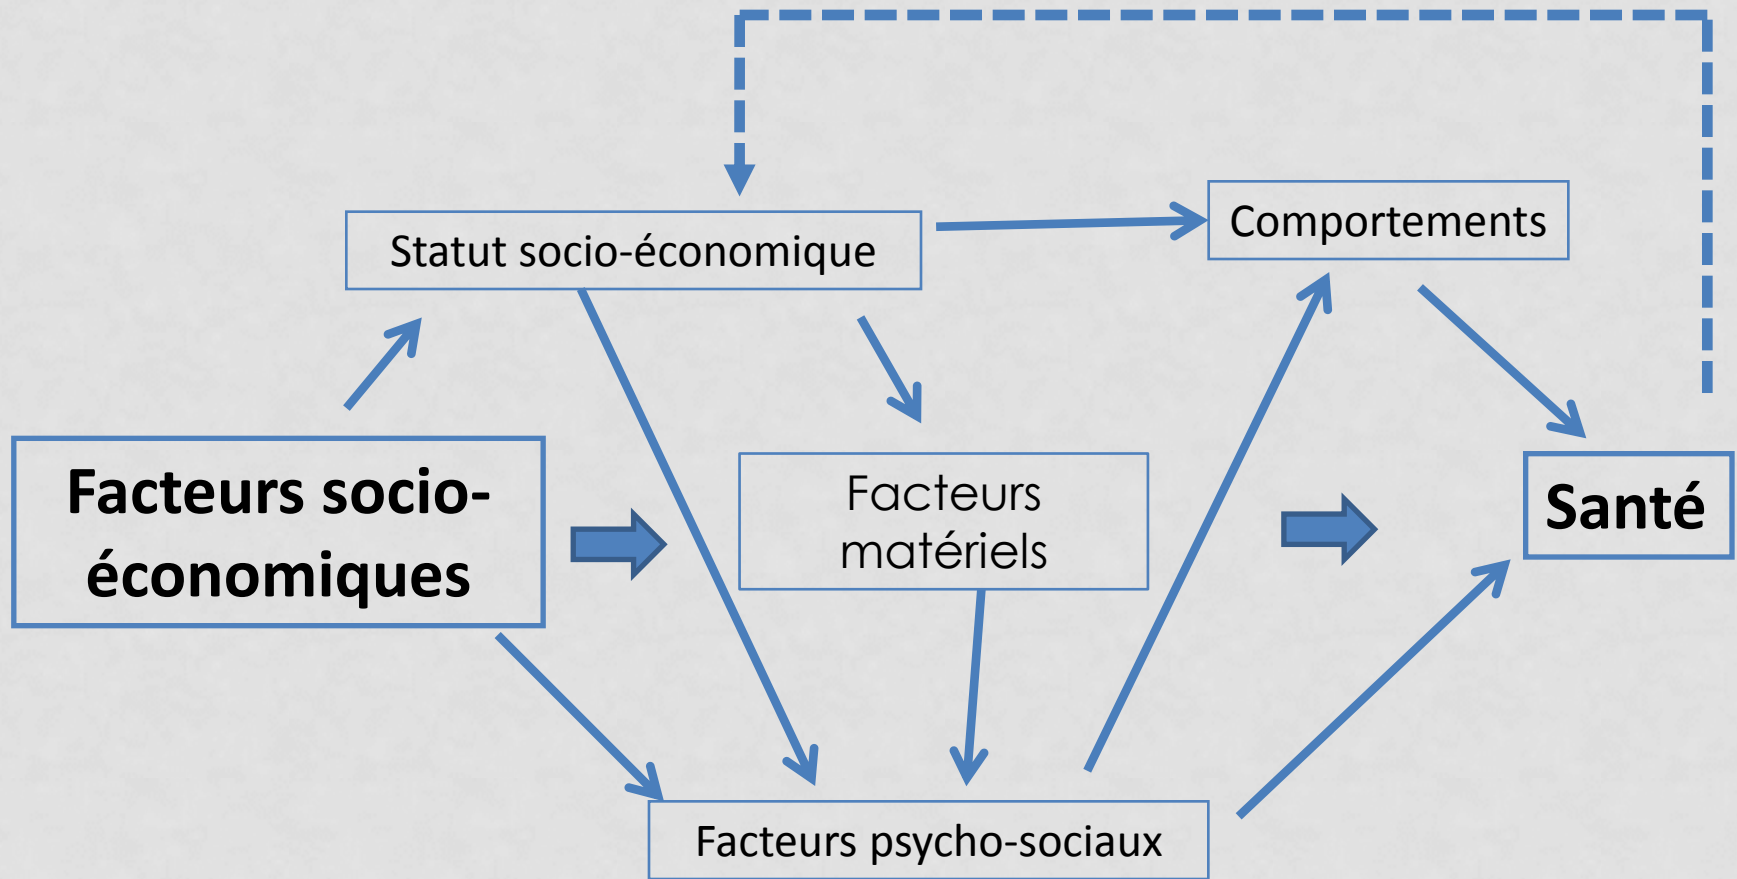 Statut socio-économique
Comportements
Facteurs socio-
économiques
Facteurs
matériels
Santé
Facteurs psycho-sociaux